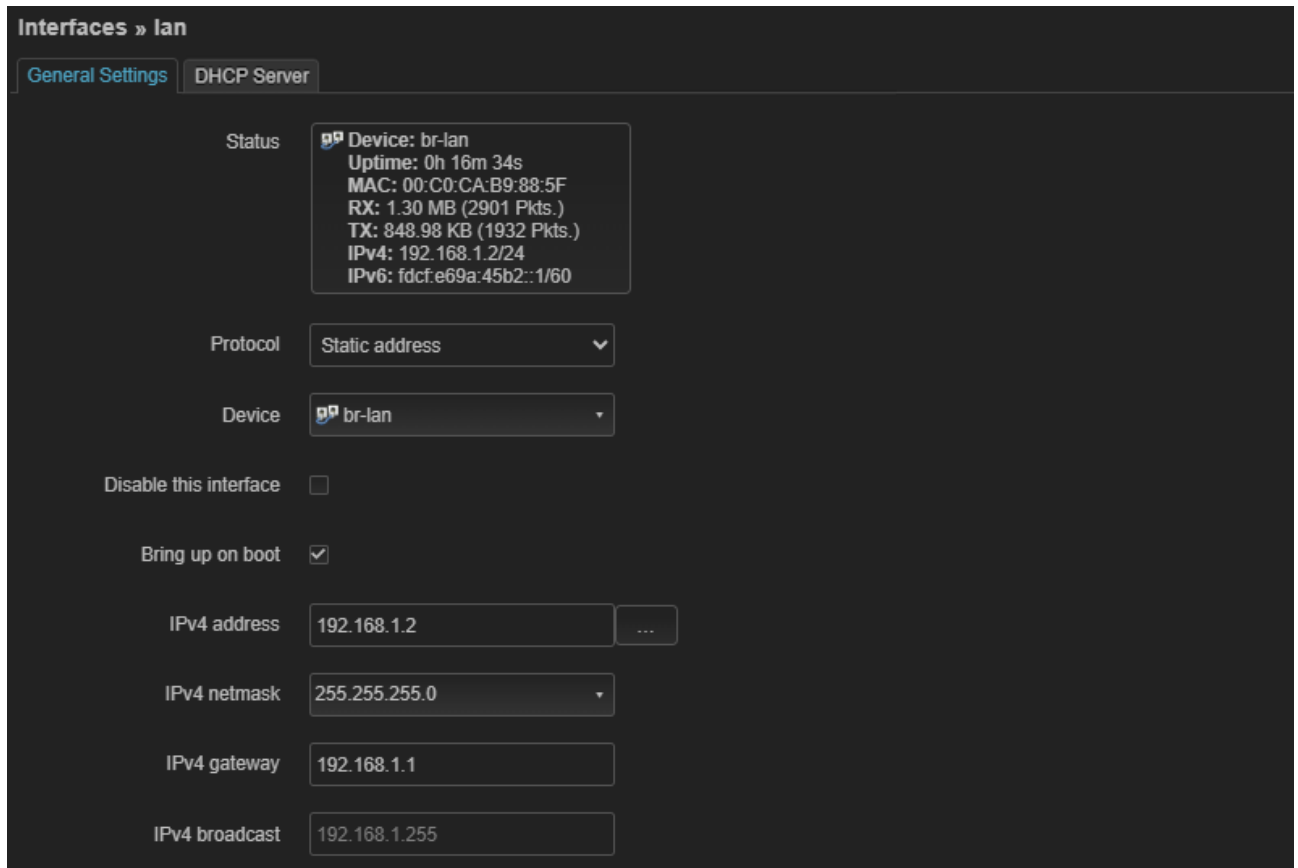 Interfaces » lan
General Settings DHCP Server
Status
Device: br-lan
Uptime: 0h 16m 34s
MAC: 00:C0:CA:B9:88:5F
RX: 1.30 MB (2901 Pkts.)
TX: 848.98 KB (1932 Pkts.)
IPv4: 192.168.1.2/24
IPv6: fdcf:e69a:45b2::1/60
Protocol Static address
Device br-lan
Disable this interface
Bring up on boot
IPv4 address 192.168.1.2 ...
IPv4 netmask 255.255.255.0
IPv4 gateway 192.168.1.1
IPv4 broadcast 192.168.1.255